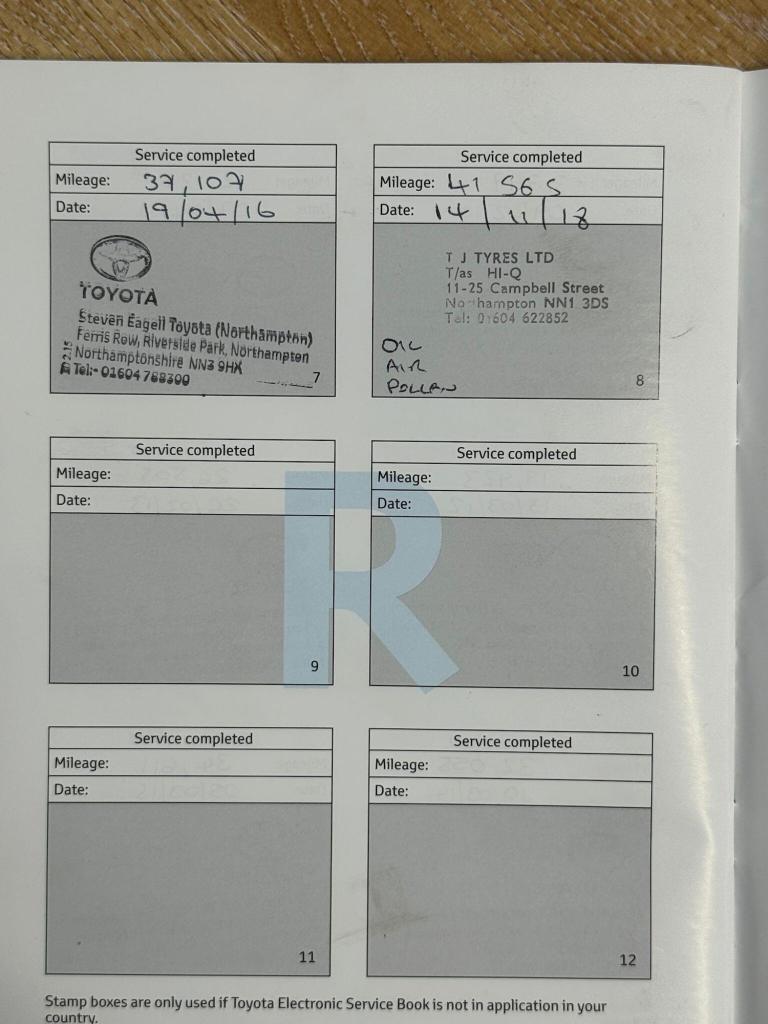 Service completed
Mileage: 37,107
Date: 19/04/16
TOYOTA
Steven Eagell Toyota (Northampton)
Ferris Row, Riverside Park, Northampton
Northamptonshire NN3 9HX
Tel:- 01604 788300
7
Service completed
Mileage: 41 565
Date: 14/11/18
T J TYRES LTD
T/as HI-Q
11-25 Campbell Street
Northampton NN1 3DS
Tel: 01604 622852
OIL
AIR
POLLAN
8
Service completed
Mileage:
Date:
9
Service completed
Mileage:
Date:
10
R
Service completed
Mileage:
Date:
11
Service completed
Mileage:
Date:
12
Stamp boxes are only used if Toyota Electronic Service Book is not in application in your
country.